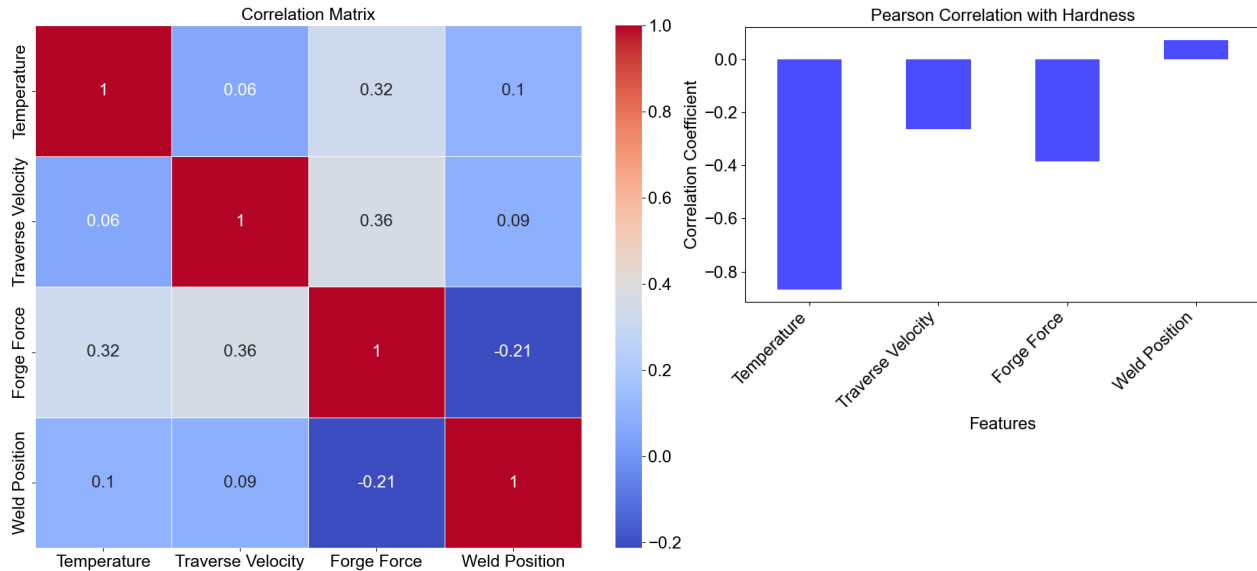 Correlation Matrix
Temperature
Traverse Velocity
Forge Force
Weld Position
1 0.06 0.32 0.1
0.06 1 0.36 0.09
0.32 0.36 1 -0.21
0.1 0.09 -0.21 1
Temperature Traverse Velocity Forge Force Weld Position
1.0
0.8
0.6
0.4
0.2
0.0
−0.2
Pearson Correlation with Hardness
Correlation Coefficient
0.0
−0.2
−0.4
−0.6
−0.8
Temperature
Traverse Velocity
Forge Force
Weld Position
Features